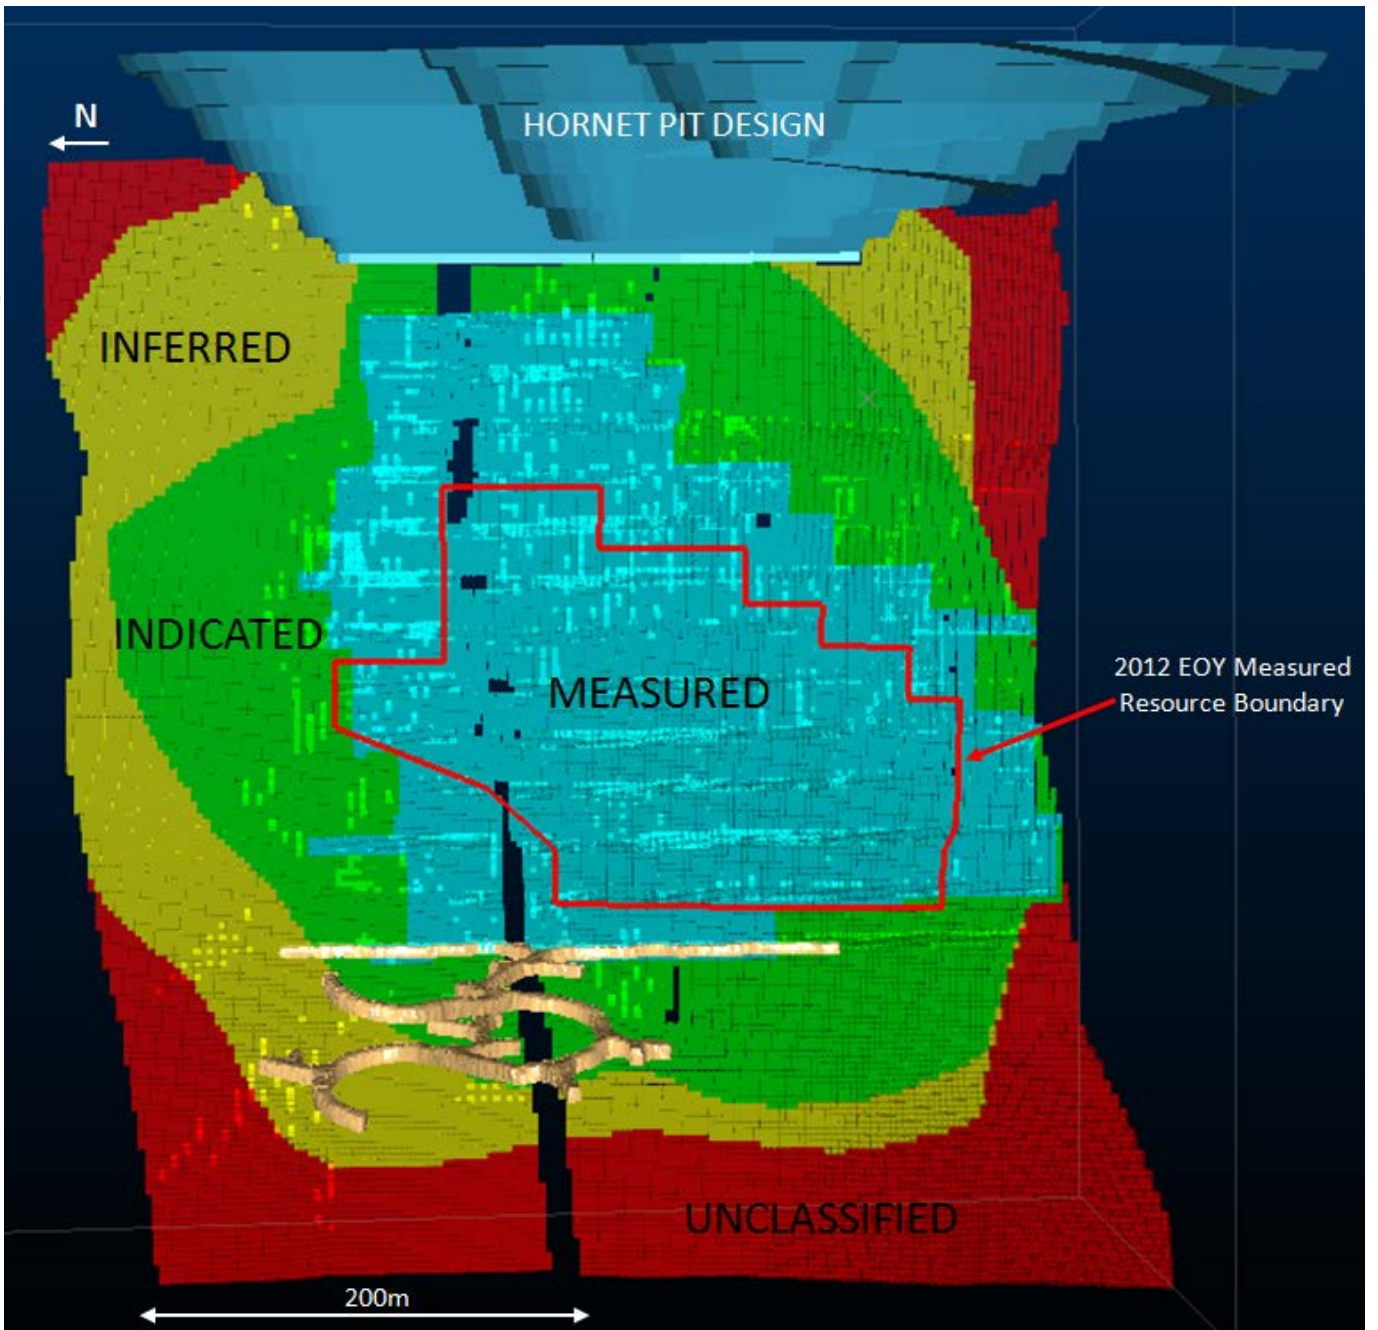 HORNET PIT DESIGN
N
INFERRED
INDICATED
MEASURED
2012 EOY Measured
Resource Boundary
UNCLASSIFIED
200m